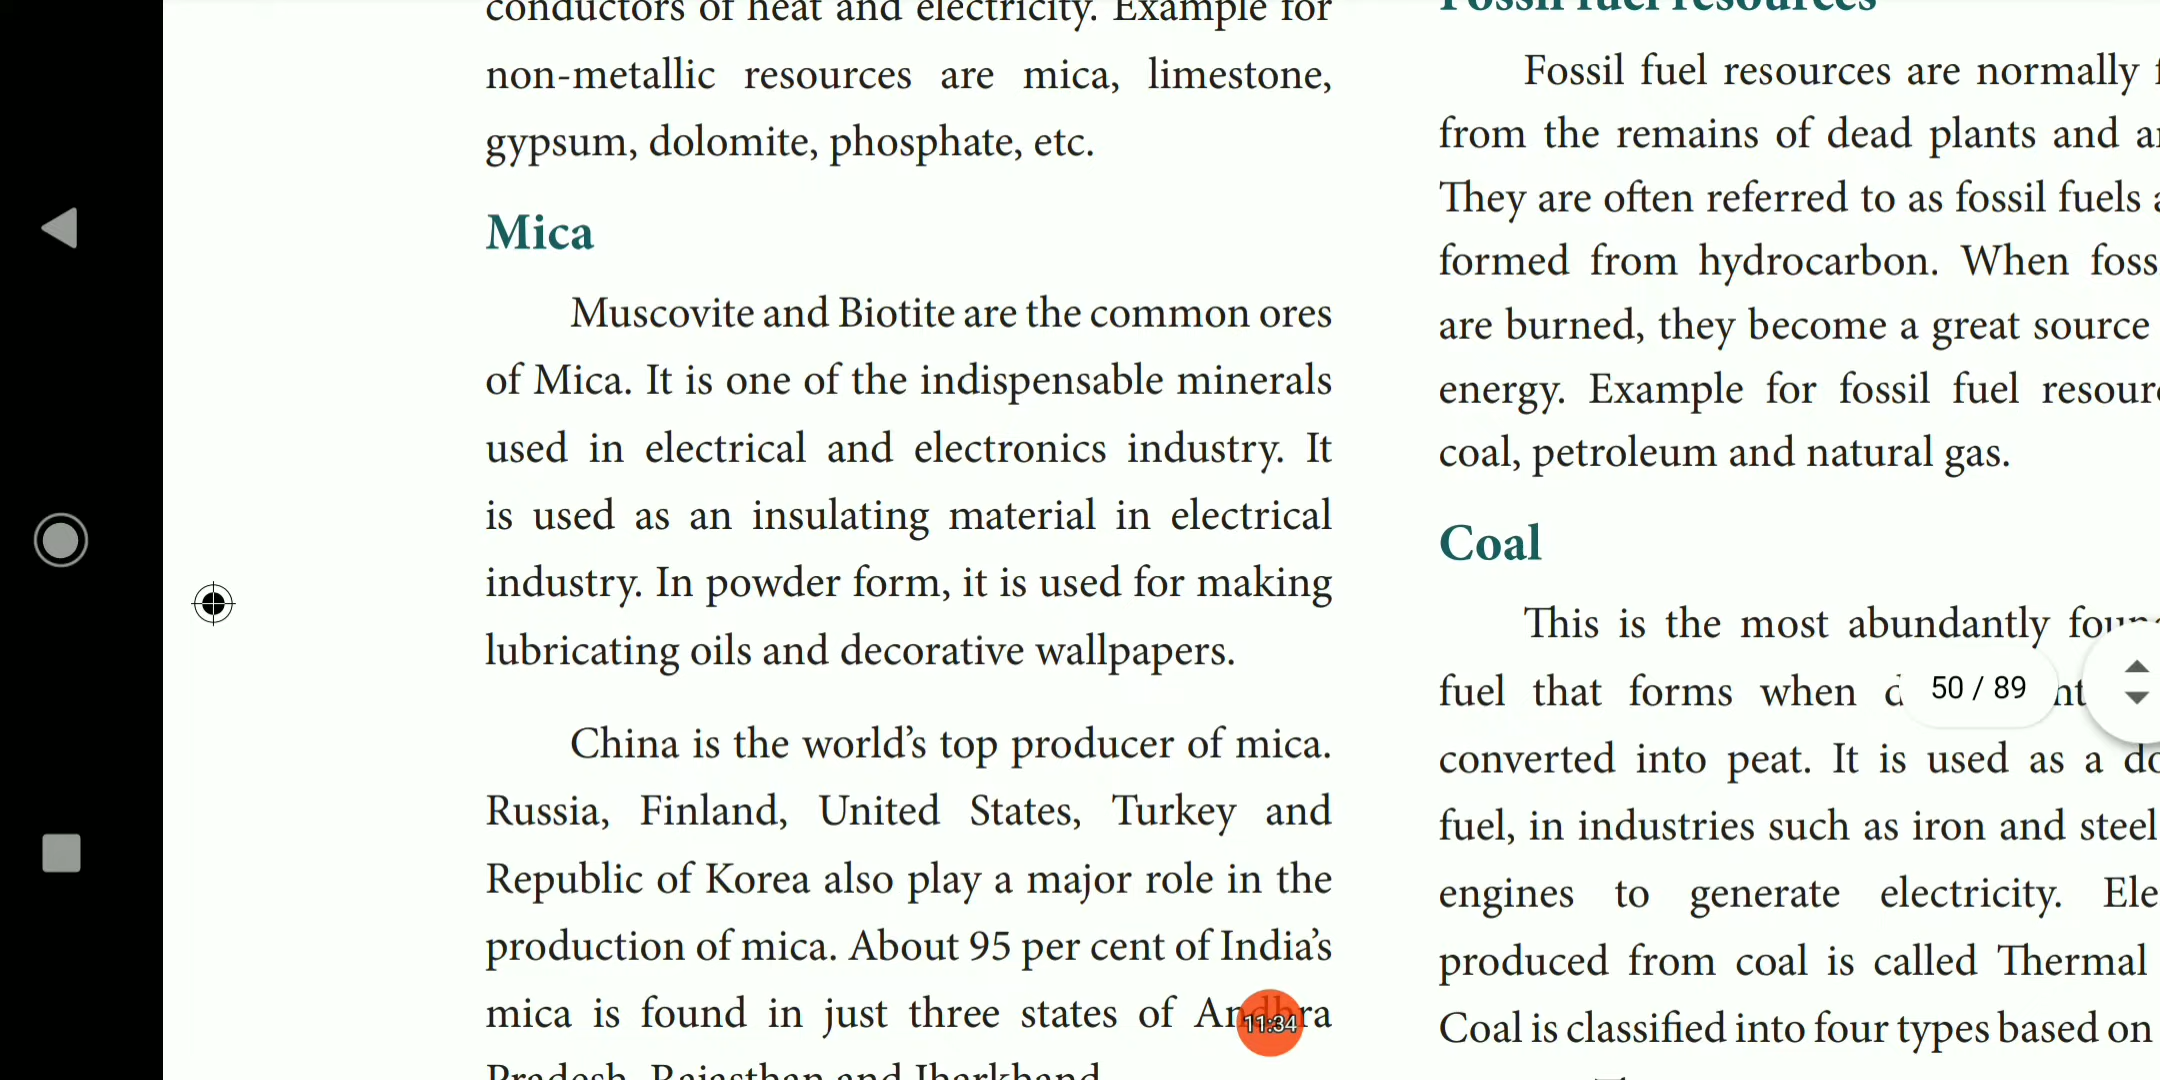 conductors of heat and electricity. Example for
non-metallic resources are mica, limestone,
gypsum, dolomite, phosphate, etc.
Mica
Muscovite and Biotite are the common ores
of Mica. It is one of the indispensable minerals
used in electrical and electronics industry. It
is used as an insulating material in electrical
industry. In powder form, it is used for making
lubricating oils and decorative wallpapers.
China is the world's top producer of mica.
Russia, Finland, United States, Turkey and
Republic of Korea also play a major role in the
production of mica. About 95 per cent of India's
mica is found in just three states of Andhra
Pradesh, Rajasthan and Jharkhand.
11:34
Fossil fuel resources
Fossil fuel resources are normally
from the remains of dead plants and
They are often referred to as fossil fuels
formed from hydrocarbon. When
are burned, they become a great source
energy. Example for fossil fuel
coal, petroleum and natural gas.
Coal
This is the most abundantly
fuel that forms when
50 / 89
converted into peat. It is used as a
fuel, in industries such as iron and steel
engines to generate electricity.
produced from coal is called Thermal
Coal is classified into four types based on